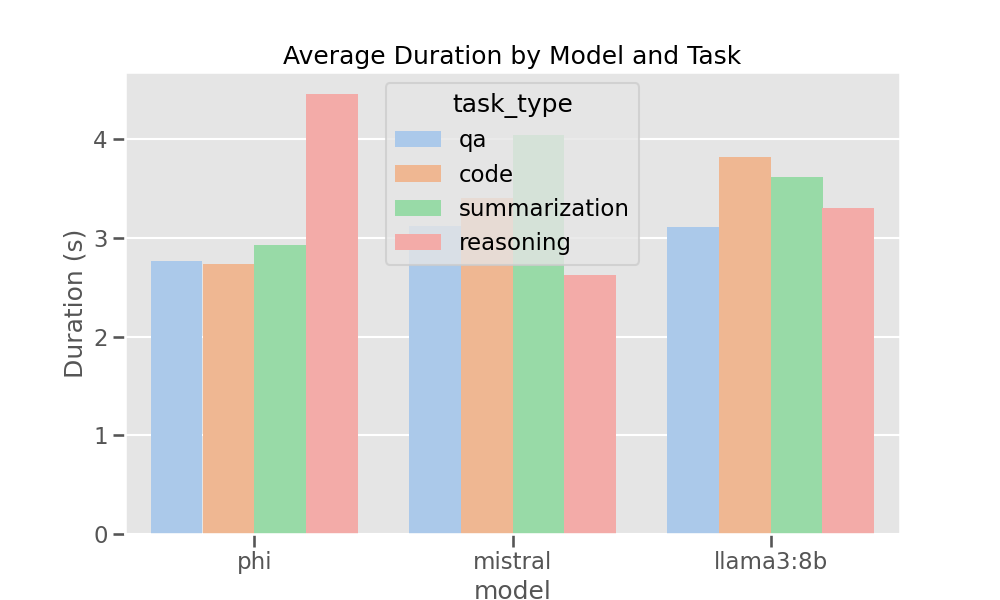 Average Duration by Model and Task
task_type
qa
code
summarization
reasoning
Duration (s)
4
3
2
1
0
phi mistral llama3:8b
model